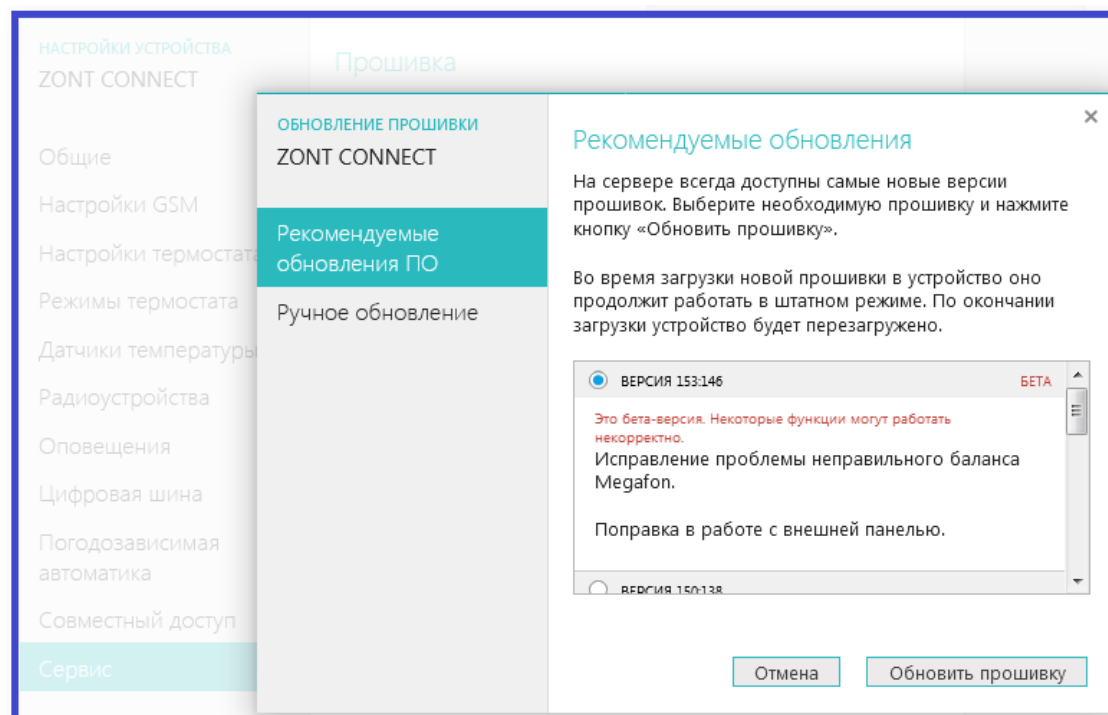 НАСТРОЙКИ УСТРОЙСТВА
ZONT CONNECT
Общие
Настройки GSM
Настройки термостата
Режимы термостата
Датчики температуры
Радиоустройства
Оповещения
Цифровая шина
Погодозависимая
автоматика
Совместный доступ
Сервис
Прошивка
ОБНОВЛЕНИЕ ПРОШИВКИ
ZONT CONNECT
Рекомендуемые
обновления ПО
Ручное обновление
Рекомендуемые обновления
На сервере всегда доступны самые новые версии
прошивок. Выберите необходимую прошивку и нажмите
кнопку «Обновить прошивку».
Во время загрузки новой прошивки в устройство оно
продолжит работать в штатном режиме. По окончании
загрузки устройство будет перезагружено.
ВЕРСИЯ 153:146 БЕТА
Это бета-версия. Некоторые функции могут работать
некорректно.
Исправление проблемы неправильного баланса
Megafon.
Поправка в работе с внешней панелью.
ВЕРСИЯ 150:138
Отмена Обновить прошивку